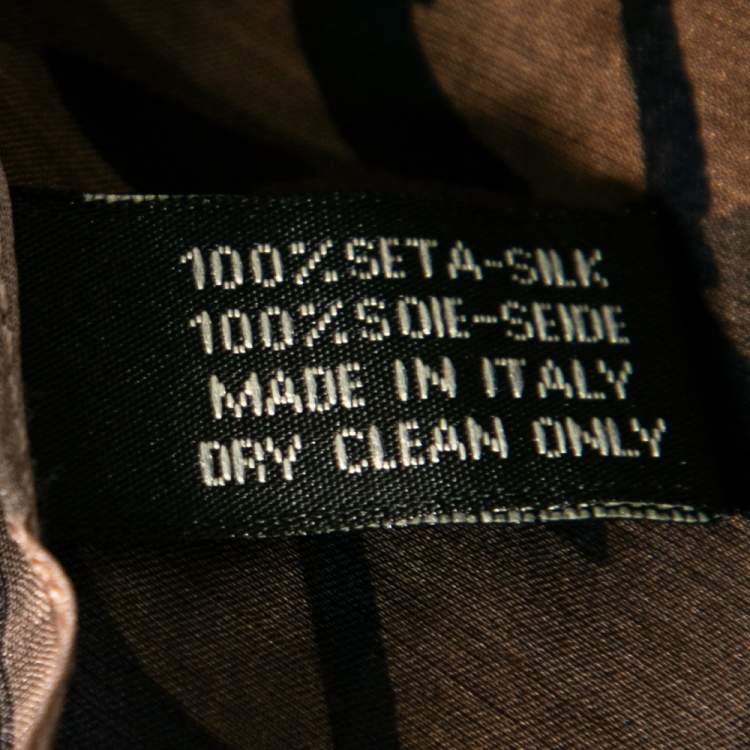 100% SETA-SILK
100% SOIE-SEIDE
MADE IN ITALY
DRY CLEAN ONLY